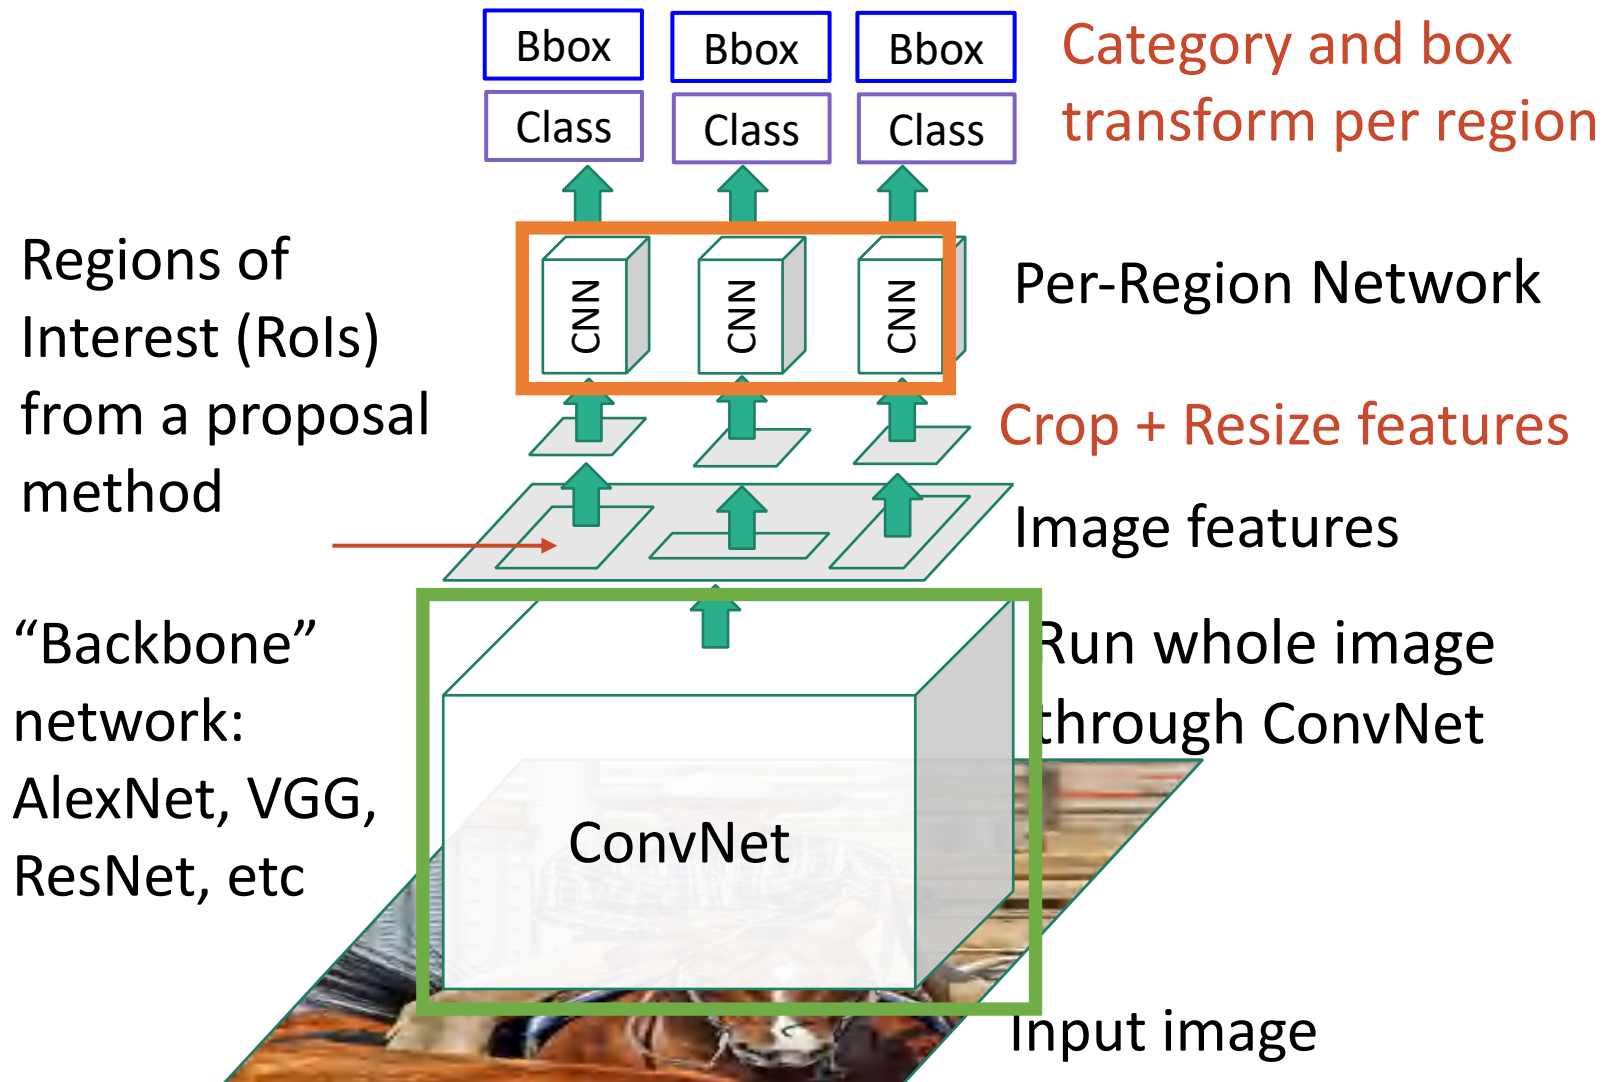 Bbox
Bbox
Bbox
Class
Class
Class
Category and box
transform per region
Regions of
Interest (RoIs)
from a proposal
method
CNN
CNN
CNN
Per-Region Network
Crop + Resize features
Image features
“Backbone”
network:
AlexNet, VGG,
ResNet, etc
Run whole image
through ConvNet
ConvNet
Input image